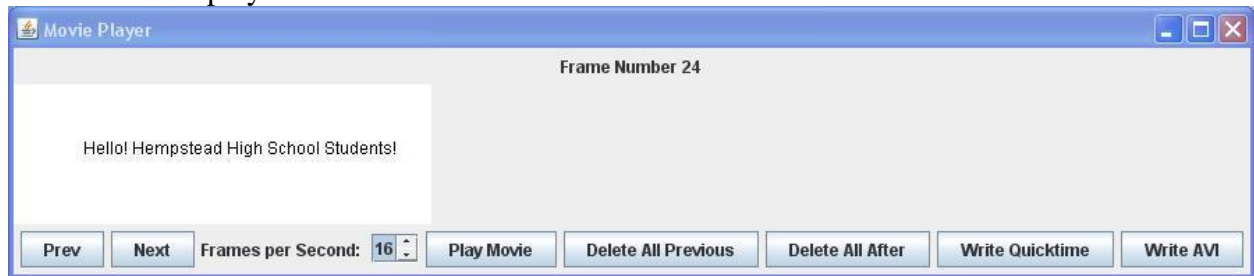 Movie Player
Frame Number 24
Hello! Hempstead High School Students!
Prev Next Frames per Second: 16 Play Movie Delete All Previous Delete All After Write Quicktime Write AVI